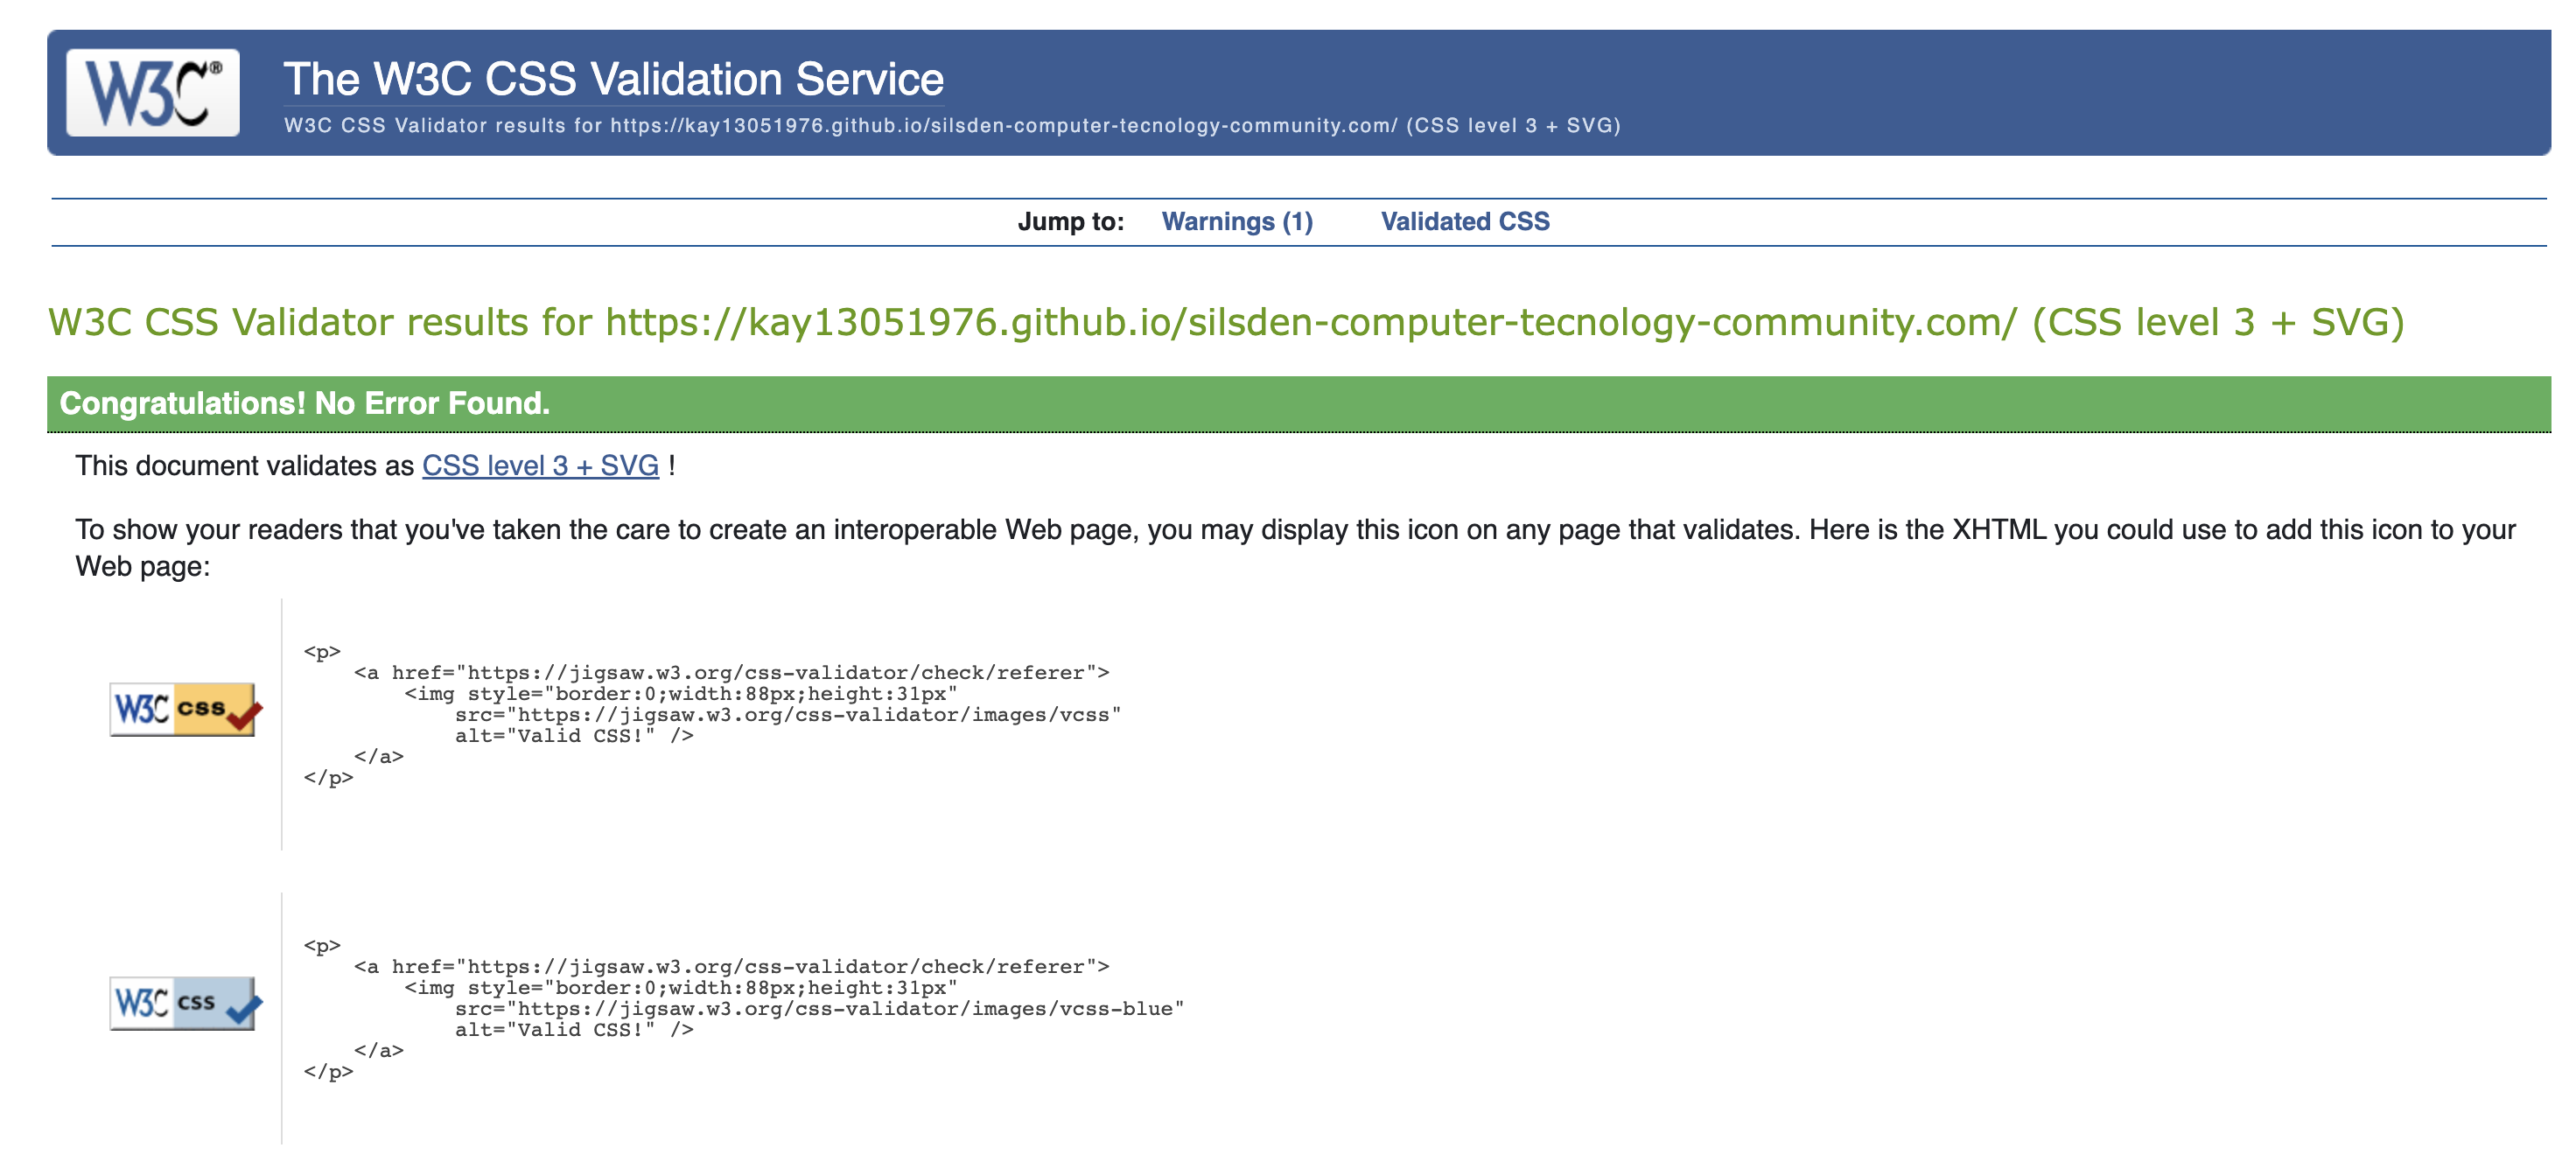 W3C®
The W3C CSS Validation Service
W3C CSS Validator results for https://kay13051976.github.io/silsden-computer-tecnology-community.com/ (CSS level 3 + SVG)
Jump to: Warnings (1) Validated CSS
W3C CSS Validator results for https://kay13051976.github.io/silsden-computer-tecnology-community.com/ (CSS level 3 + SVG)
Congratulations! No Error Found.
This document validates as CSS level 3 + SVG !
To show your readers that you've taken the care to create an interoperable Web page, you may display this icon on any page that validates. Here is the XHTML you could use to add this icon to your
Web page:
W3C css
<p>
    <a href="https://jigsaw.w3.org/css-validator/check/referer">
        <img style="border:0;width:88px;height:31px"
            src="https://jigsaw.w3.org/css-validator/images/vcss"
            alt="Valid CSS!" />
    </a>
</p>
W3C css
<p>
    <a href="https://jigsaw.w3.org/css-validator/check/referer">
        <img style="border:0;width:88px;height:31px"
            src="https://jigsaw.w3.org/css-validator/images/vcss-blue"
            alt="Valid CSS!" />
    </a>
</p>